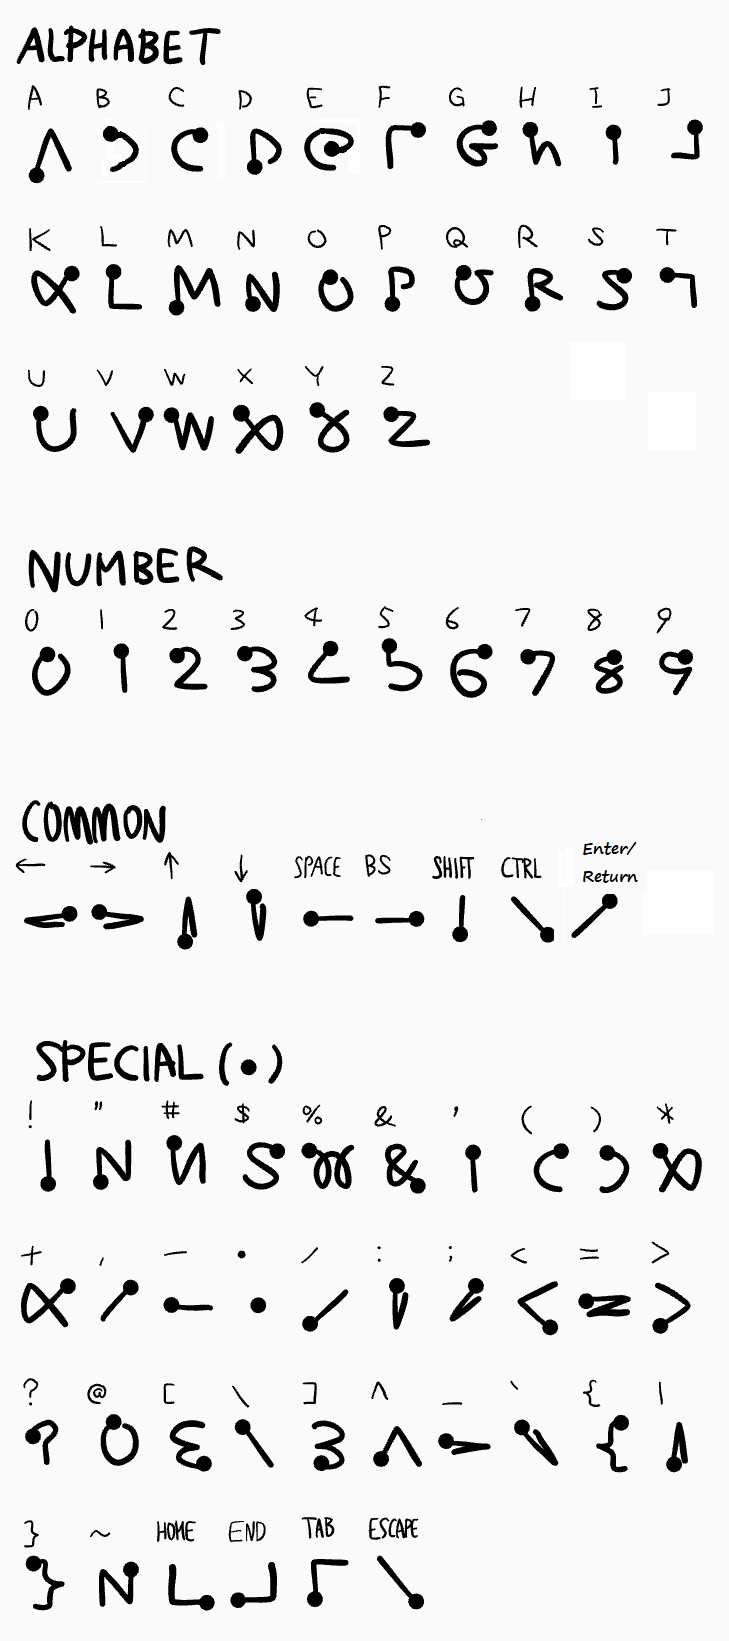 ALPHABET
A B C D E F G H I J
K L M N O P Q R S T
U V W X Y Z
NUMBER
0 1 2 3 4 5 6 7 8 9
COMMON
← → ↑ ↓ SPACE BS SHIFT CTRL Enter/
Return
SPECIAL (•)
! " # $ % & ' ( ) *
+ , - • / : ; < = >
? @ [ \ ] ^ _ ` { |
} ~ HOME END TAB ESCAPE